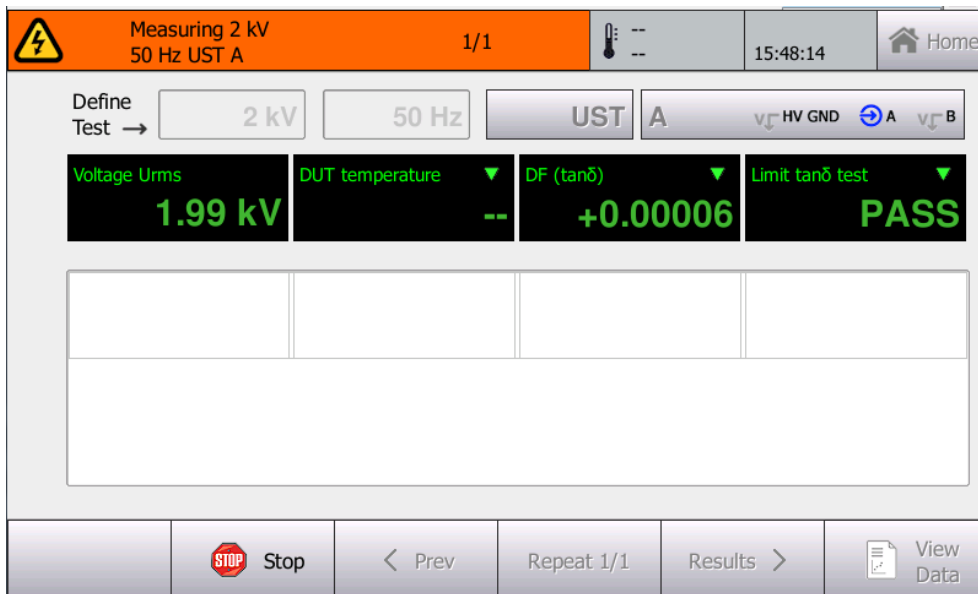 Measuring 2 kV
50 Hz UST A
1/1
--
--
15:48:14
Home
Define
Test →
2 kV
50 Hz
UST
A
HV GND
A
B
Voltage Urms
1.99 kV
DUT temperature
--
DF (tanδ)
+0.00006
Limit tanδ test
PASS
STOP
Stop
Prev
Repeat 1/1
Results
View
Data